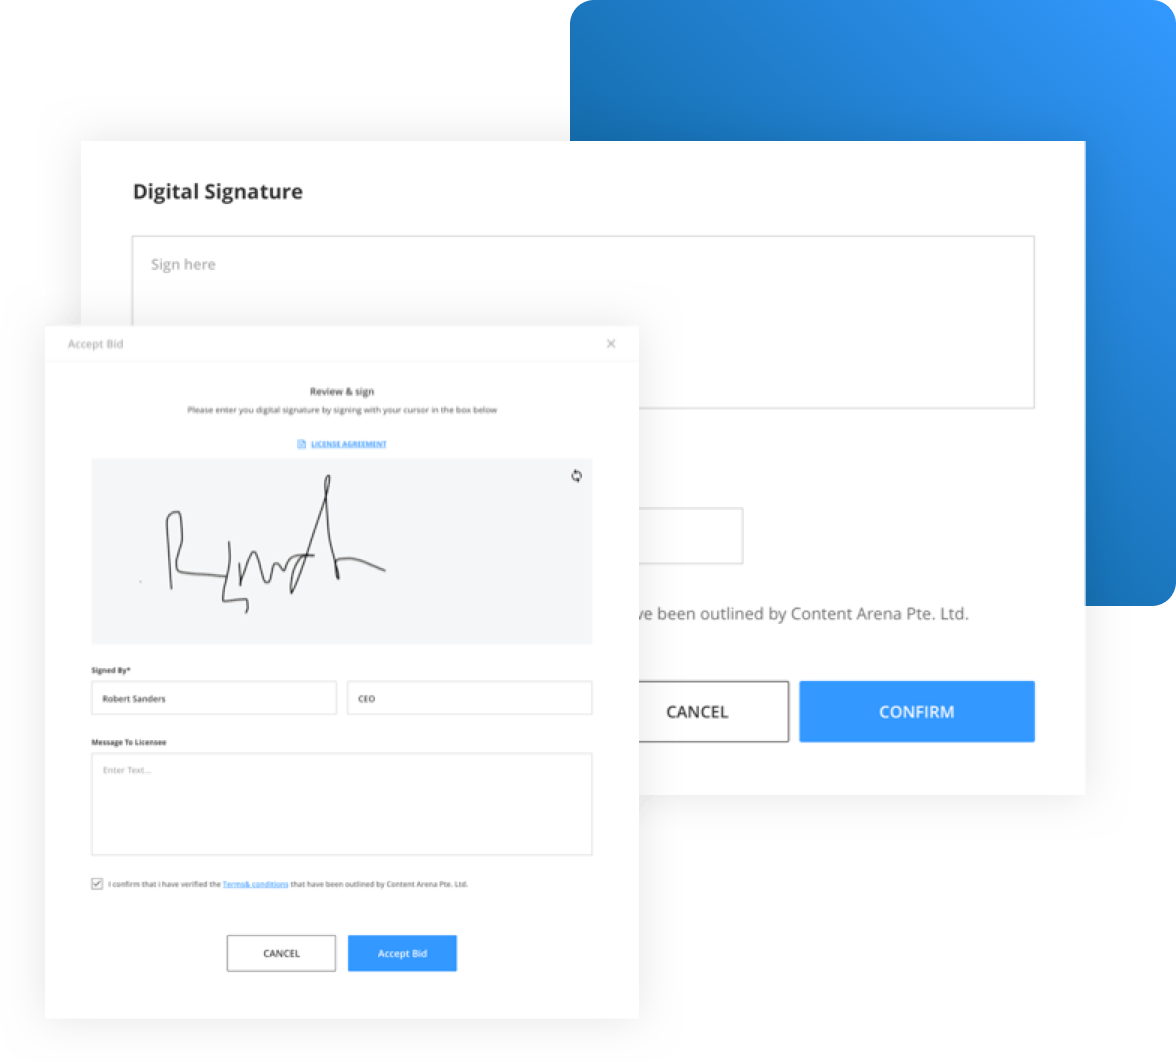 Digital Signature
Sign here
ve been outlined by Content Arena Pte. Ltd.
CANCEL
CONFIRM
Accept Bid
Review & sign
Please enter you digital signature by signing with your cursor in the box below
LICENSE AGREEMENT
Signed By*
Robert Sanders
CEO
Message To Licensee
Enter Text...
I confirm that i have verified the Terms& conditions that have been outlined by Content Arena Pte. Ltd.
CANCEL
Accept Bid